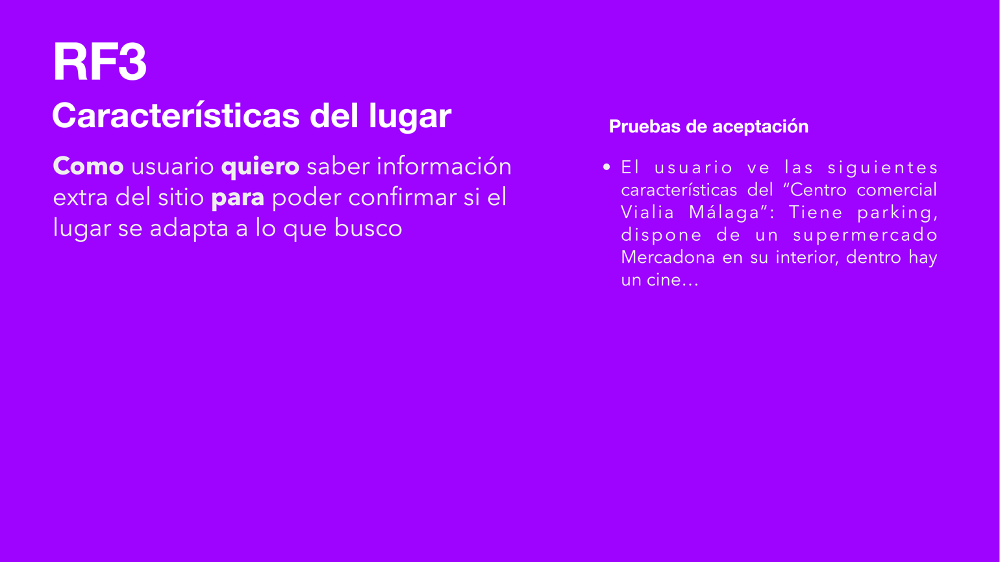 RF3
Características del lugar
Como usuario quiero saber información
extra del sitio para poder confirmar si el
lugar se adapta a lo que busco
Pruebas de aceptación
• El usuario ve las siguientes
características del “Centro comercial
Vialia Málaga”: Tiene parking,
dispone de un supermercado
Mercadona en su interior, dentro hay
un cine…